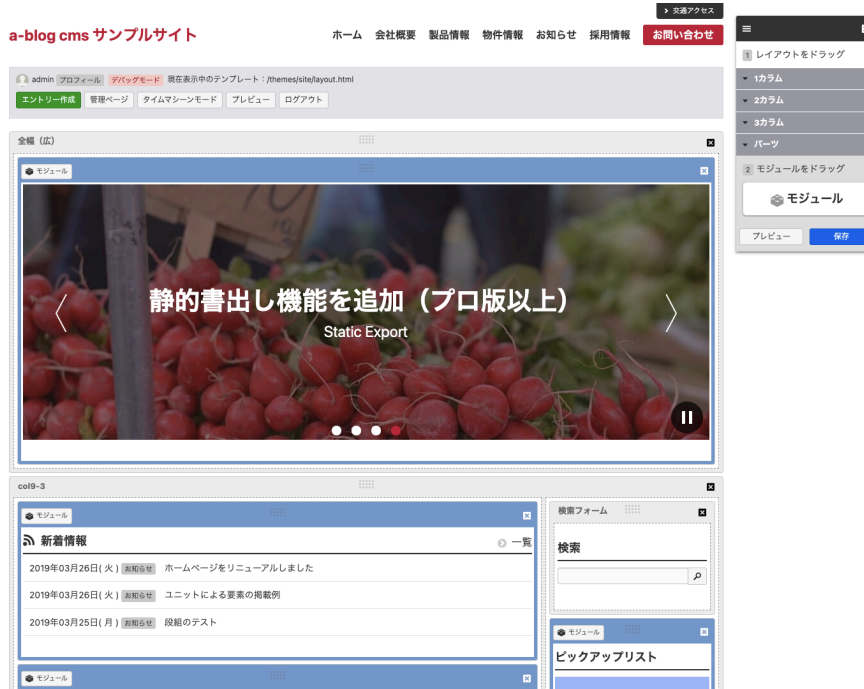 交通アクセス
a-blog cms サンプルサイト
ホーム 会社概要 製品情報 物件情報 お知らせ 採用情報 お問い合わせ
admin プロフィール デバッグモード 現在表示中のテンプレート：/themes/site/layout.html
エントリー作成 管理ページ タイムマシーンモード プレビュー ログアウト
全幅（広）
モジュール
静的書出し機能を追加（プロ版以上）
Static Export
col9-3
モジュール
新着情報
一覧
2019年03月26日( 火 ) お知らせ ホームページをリニューアルしました
2019年03月26日( 火 ) お知らせ ユニットによる要素の掲載例
2019年03月25日( 月 ) お知らせ 段組のテスト
モジュール
検索フォーム
検索
モジュール
ピックアップリスト
1 レイアウトをドラッグ
1カラム
2カラム
3カラム
パーツ
2 モジュールをドラッグ
モジュール
プレビュー 保存